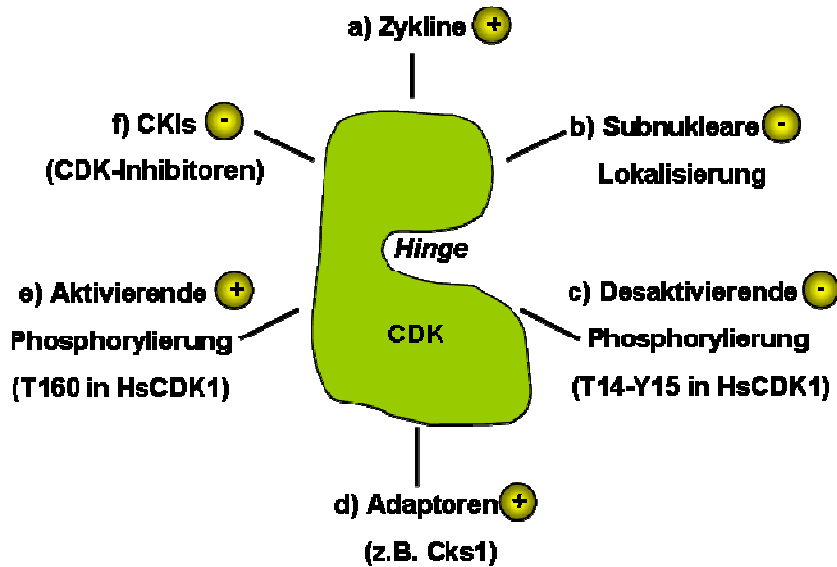 a) Zykline +
f) CKIs -
(CDK-Inhibitoren)
b) Subnukleare -
Lokalisierung
Hinge
e) Aktivierende +
Phosphorylierung
(T160 in HsCDK1)
c) Desaktivierende -
Phosphorylierung
(T14-Y15 in HsCDK1)
CDK
d) Adaptoren +
(z.B. Cks1)